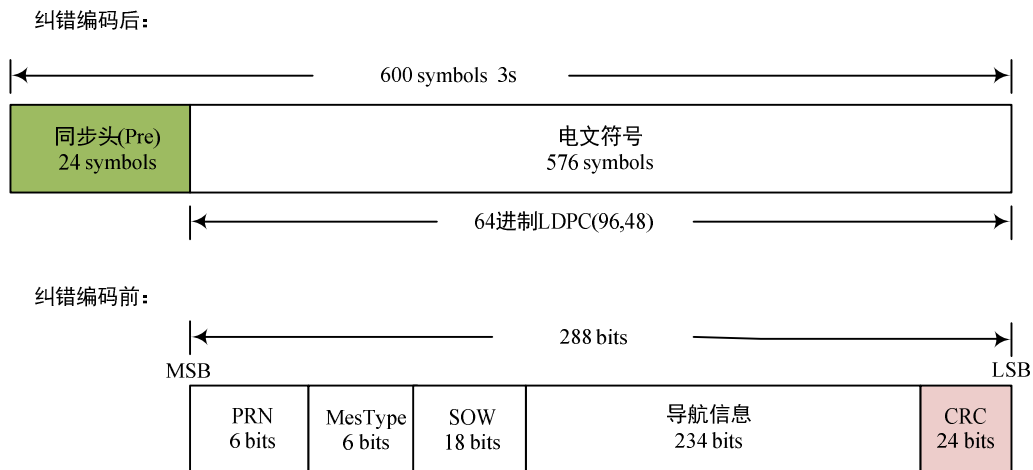 纠错编码后：
600 symbols 3s
同步头(Pre)
24 symbols
电文符号
576 symbols
64进制LDPC(96,48)
纠错编码前：
288 bits
MSB
LSB
PRN
6 bits
MesType
6 bits
SOW
18 bits
导航信息
234 bits
CRC
24 bits